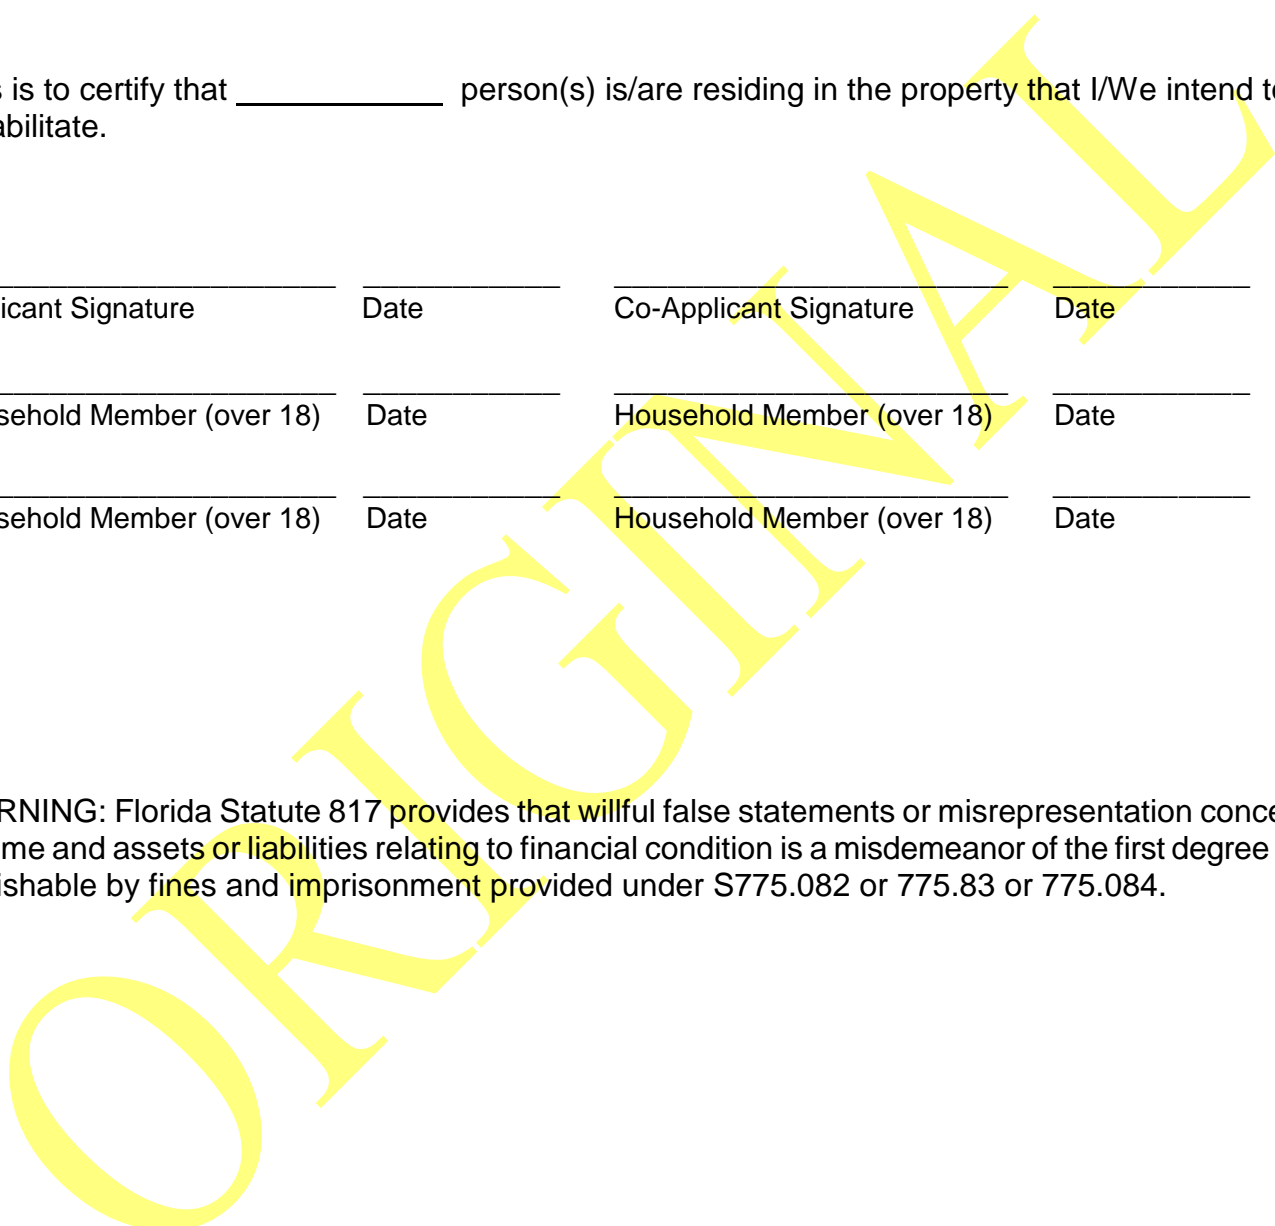 s is to certify that ____________ person(s) is/are residing in the property that I/We intend to
abilitate.
icant Signature Date Co-Applicant Signature Date
sehold Member (over 18) Date Household Member (over 18) Date
sehold Member (over 18) Date Household Member (over 18) Date
RNING: Florida Statute 817 provides that willful false statements or misrepresentation conce
me and assets or liabilities relating to financial condition is a misdemeanor of the first degree
ishable by fines and imprisonment provided under S775.082 or 775.83 or 775.084.
ORIGINAL